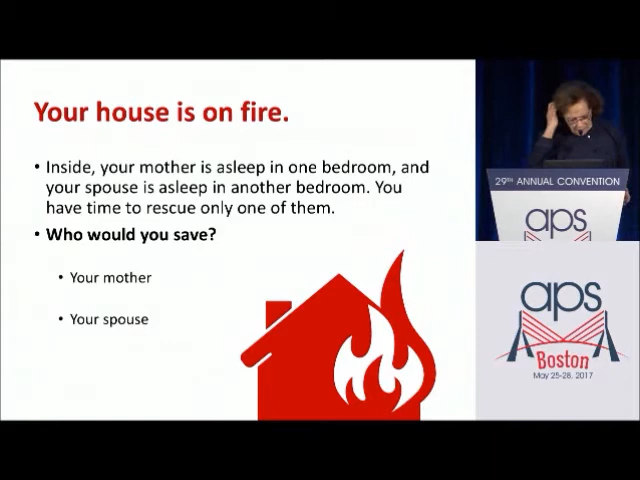 Your house is on fire.
• Inside, your mother is asleep in one bedroom, and
your spouse is asleep in another bedroom. You
have time to rescue only one of them.
• Who would you save?
• Your mother
• Your spouse
29TH ANNUAL CONVENTION
aps
aps
Boston
May 25-28, 2017